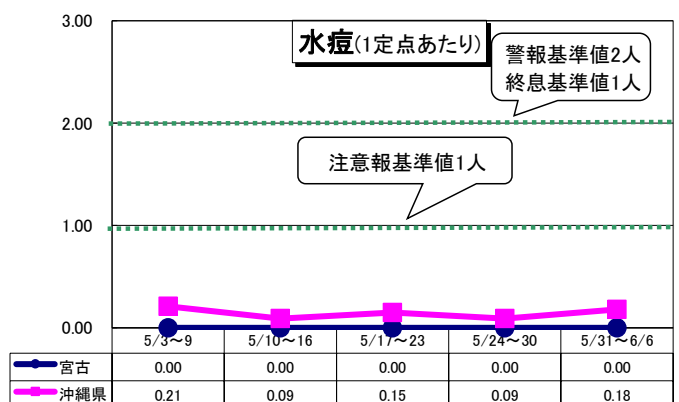 水痘(1定点あたり)
警報基準値2人
終息基準値1人
注意報基準値1人
3.00
2.00
1.00
0.00
5/3～9 5/10～16 5/17～23 5/24～30 5/31～6/6
宮古 0.00 0.00 0.00 0.00 0.00
沖縄県 0.21 0.09 0.15 0.09 0.18